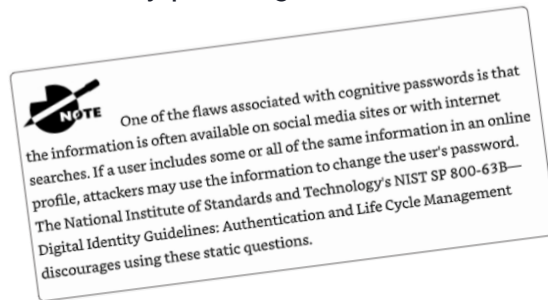 NOTE One of the flaws associated with cognitive passwords is that
the information is often available on social media sites or with internet
searches. If a user includes some or all of the same information in an online
profile, attackers may use the information to change the user's password.
The National Institute of Standards and Technology's NIST SP 800-63B—
Digital Identity Guidelines: Authentication and Life Cycle Management
discourages using these static questions.